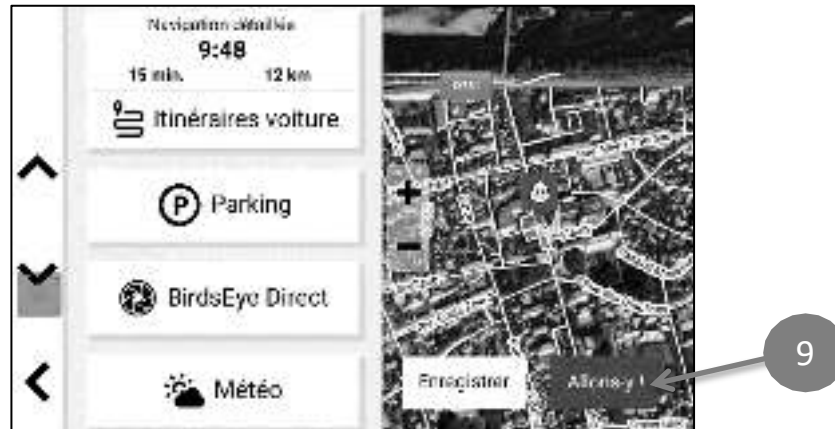 Navigation détaillée
9:48
15 min. 12 km
Itinéraires voiture
P Parking
BirdsEye Direct
Météo
+
−
Enregistrer
Allons-y !
9